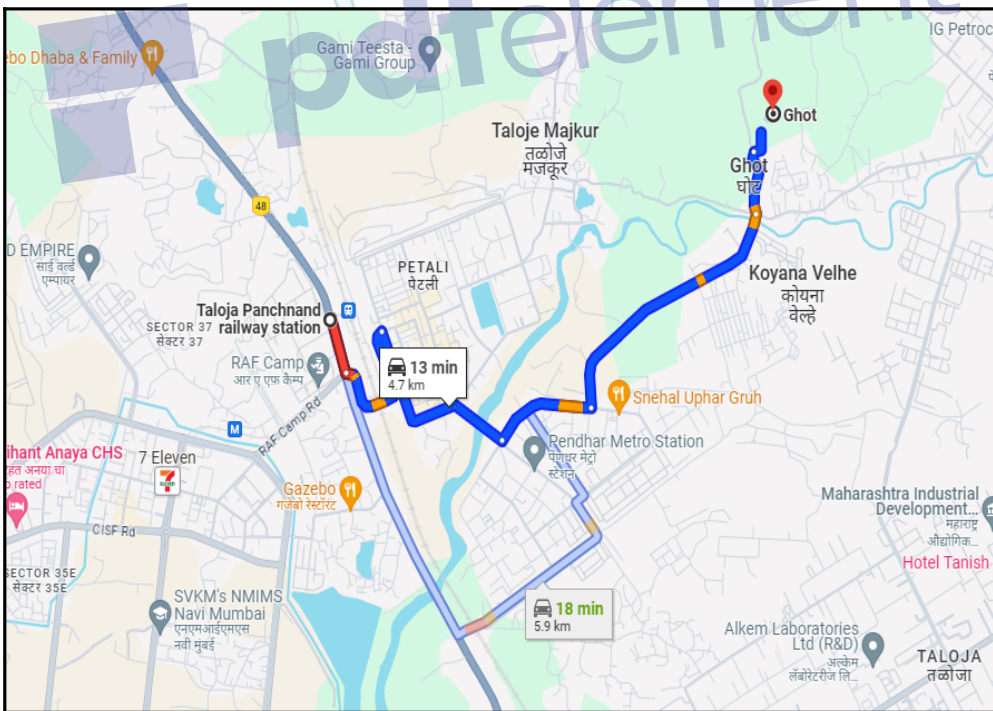 pdfelement
IG Petroc
ebo Dhaba & Family
Gami Teesta -
Gami Group
Ghot
Taloje Majkur
तळोजे
मजकूर
Ghot
घोट
48
D EMPIRE
साई वर्ल्ड
एम्पायर
PETALI
पेटली
Koyana Velhe
कोयना
वेल्हे
Taloja Panchnand
railway station
SECTOR 37
सेक्टर 37
RAF Camp
आर ए एफ कॅम्प
13 min
4.7 km
Snehal Uphar Gruh
RAF Camp Rd
M
Pendhar Metro Station
पेंणधर मेट्रो
स्टेशन
ihant Anaya CHS
हंत अनया चा
o rated
7 Eleven
Gazebo
गजेबो रेस्टॉरंट
Maharashtra Industrial
Development...
महाराष्ट्र
औद्योगिक...
CISF Rd
Hotel Tanish
SECTOR 35E
सेक्टर 35E
SVKM's NMIMS
Navi Mumbai
एनएमआईएमएस
नवी मुंबई
18 min
5.9 km
Alkem Laboratories
Ltd (R&D)
अल्केम
लॅबोरेटरीज लि...
TALOJA
तळोजा